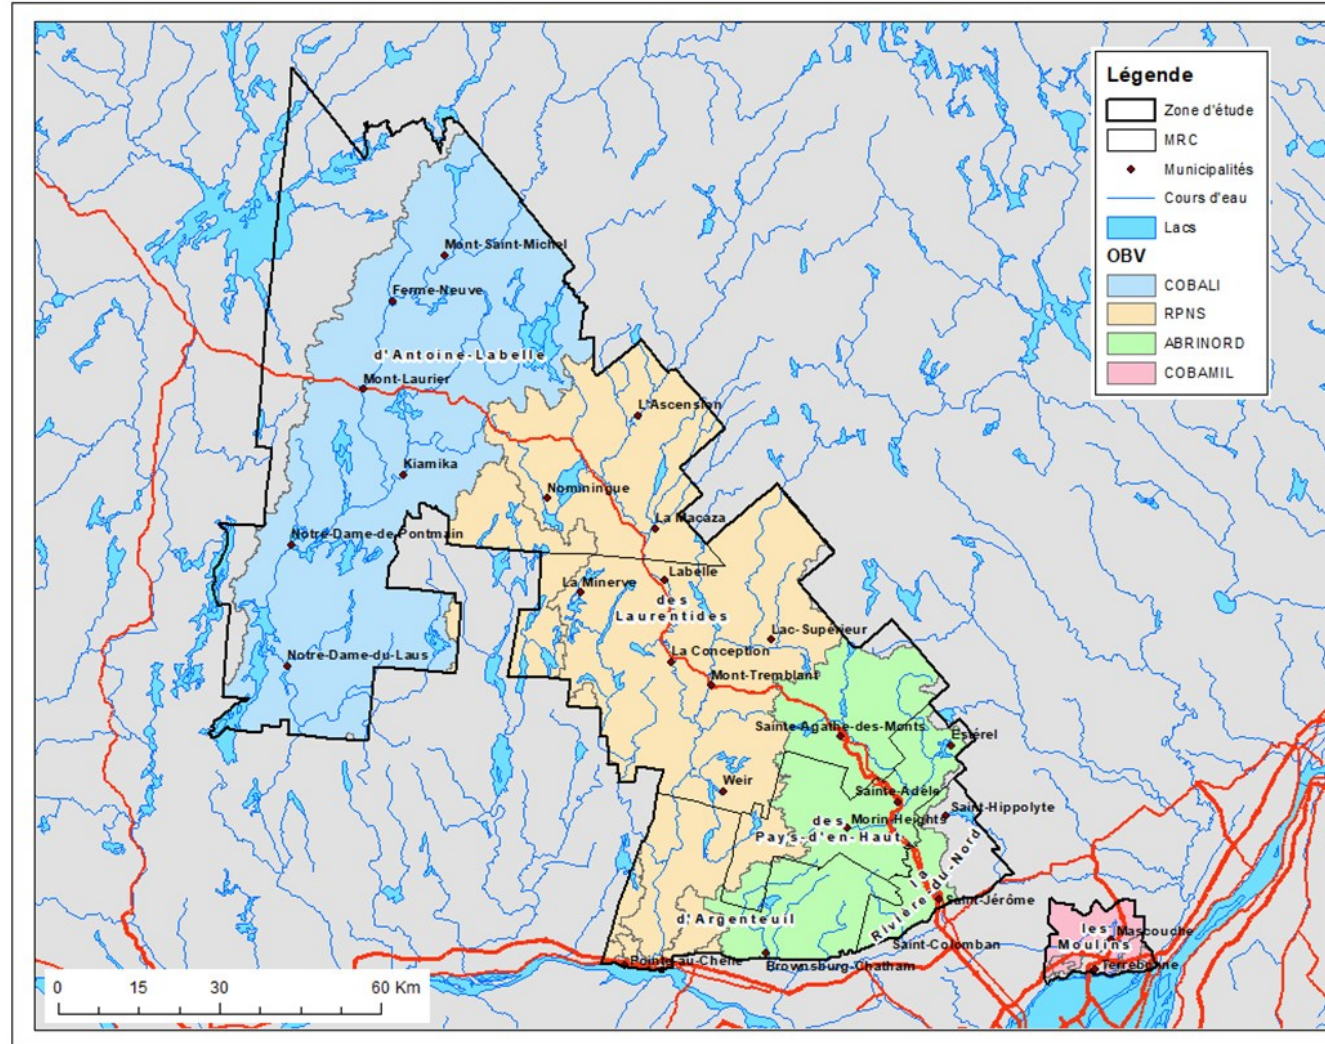 Légende
Zone d'étude
MRC
Municipalités
Cours d'eau
Lacs
OBV
COBALI
RPNS
ABRINORD
COBAMIL
Mont-Saint-Michel
Ferme-Neuve
d'Antoine-Labelle
Mont-Laurier
L'Ascension
Kiamika
Nominingue
La Macaza
Notre-Dame-de-Pontmain
Labelle
La Minerve
des
Laurentides
Lac-Supérieur
La Conception
Notre-Dame-du-Laus
Mont-Tremblant
Sainte-Agathe-des-Monts
Estérel
Weir
Sainte-Adèle
Saint-Hippolyte
des
Pays-d'en-Haut
Morin-Heights
la
Rivière-du-Nord
Saint-Jérôme
d'Argenteuil
Saint-Colomban
les
Moulins
Mascouche
Pointe-au-Chêne
Brownsburg-Chatham
Terrebonne
0 15 30 60 Km